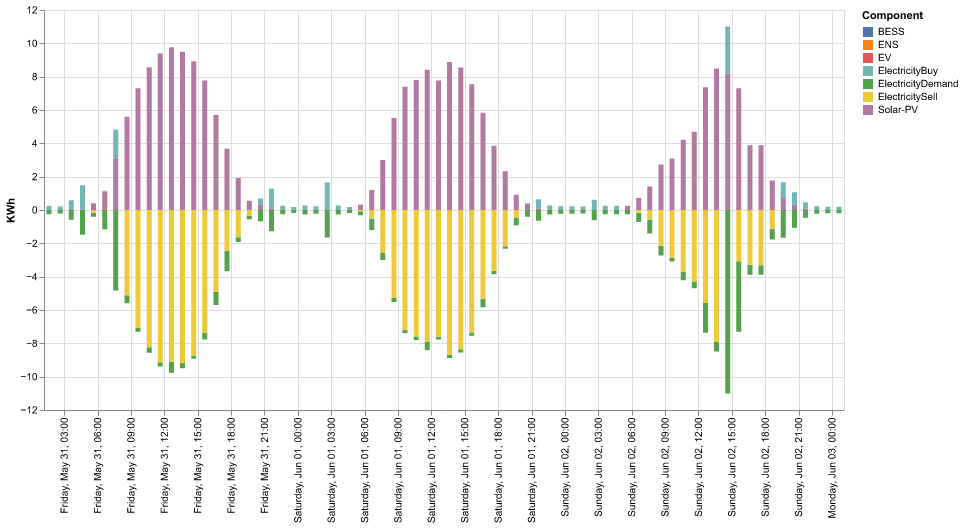 12
10
8
6
4
2
0
−2
−4
−6
−8
−10
−12
KWh
Friday, May 31, 03:00
Friday, May 31, 06:00
Friday, May 31, 09:00
Friday, May 31, 12:00
Friday, May 31, 15:00
Friday, May 31, 18:00
Friday, May 31, 21:00
Saturday, Jun 01, 00:00
Saturday, Jun 01, 03:00
Saturday, Jun 01, 06:00
Saturday, Jun 01, 09:00
Saturday, Jun 01, 12:00
Saturday, Jun 01, 15:00
Saturday, Jun 01, 18:00
Saturday, Jun 01, 21:00
Sunday, Jun 02, 00:00
Sunday, Jun 02, 03:00
Sunday, Jun 02, 06:00
Sunday, Jun 02, 09:00
Sunday, Jun 02, 12:00
Sunday, Jun 02, 15:00
Sunday, Jun 02, 18:00
Sunday, Jun 02, 21:00
Monday, Jun 03, 00:00
Component
BESS
ENS
EV
ElectricityBuy
ElectricityDemand
ElectricitySell
Solar-PV